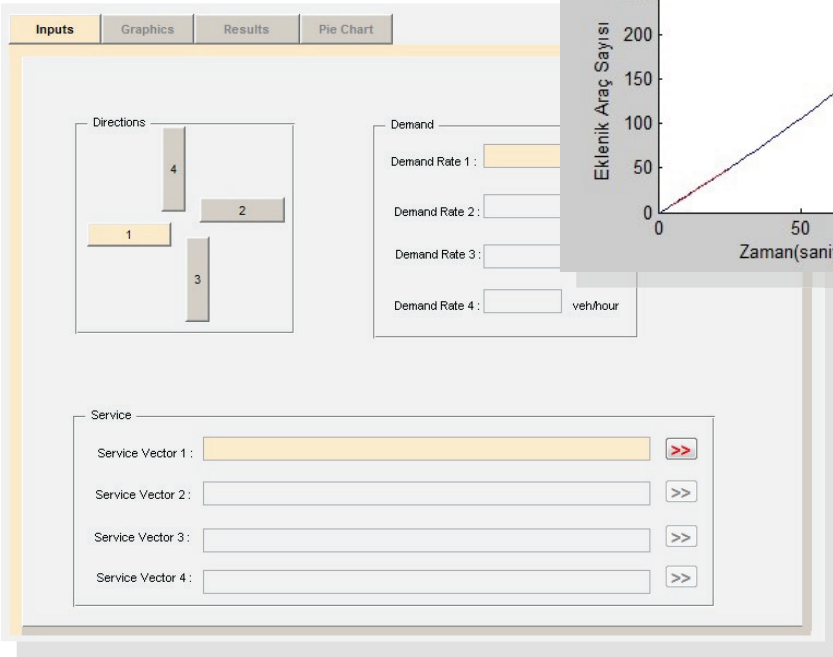 Inputs Graphics Results Pie Chart
Directions
4
2
1
3
Demand
Demand Rate 1 :
Demand Rate 2 :
Demand Rate 3 :
Demand Rate 4 : veh/hour
Eklenik Araç Sayısı
200
150
100
50
0
0 50
Service
Service Vector 1 : >>
Service Vector 2 : >>
Service Vector 3 : >>
Service Vector 4 : >>